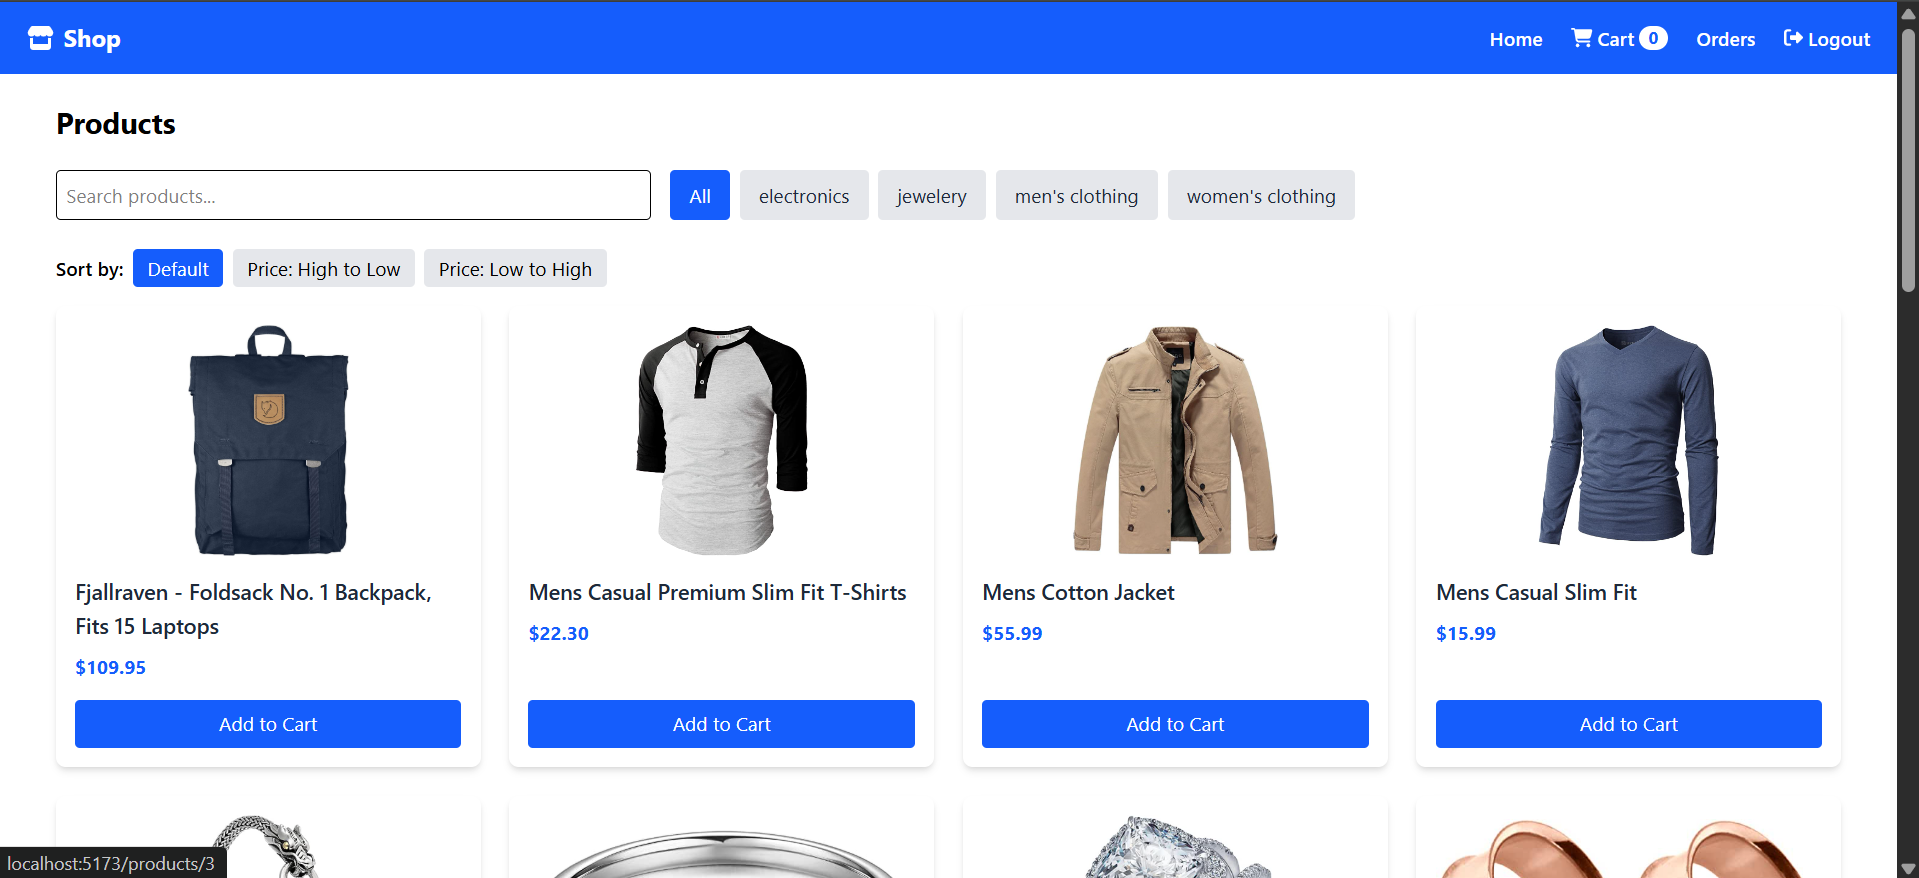 Shop
Home Cart 0 Orders Logout
Products
Search products...
All electronics jewelery men's clothing women's clothing
Sort by: Default Price: High to Low Price: Low to High
Fjallraven - Foldsack No. 1 Backpack,
Fits 15 Laptops
$109.95
Add to Cart
Mens Casual Premium Slim Fit T-Shirts
$22.30
Add to Cart
Mens Cotton Jacket
$55.99
Add to Cart
Mens Casual Slim Fit
$15.99
Add to Cart
localhost:5173/products/3